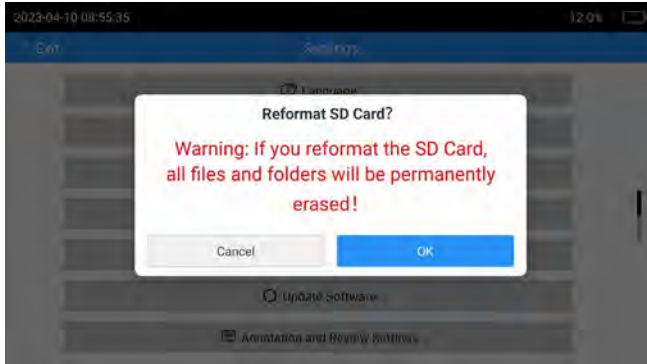 2023-04-10 08:55:35 12.0%
Exit Settings
Language
Reformat SD Card?
Warning: If you reformat the SD Card,
all files and folders will be permanently
erased!
Cancel OK
Update Software
Annotation and Review Settings